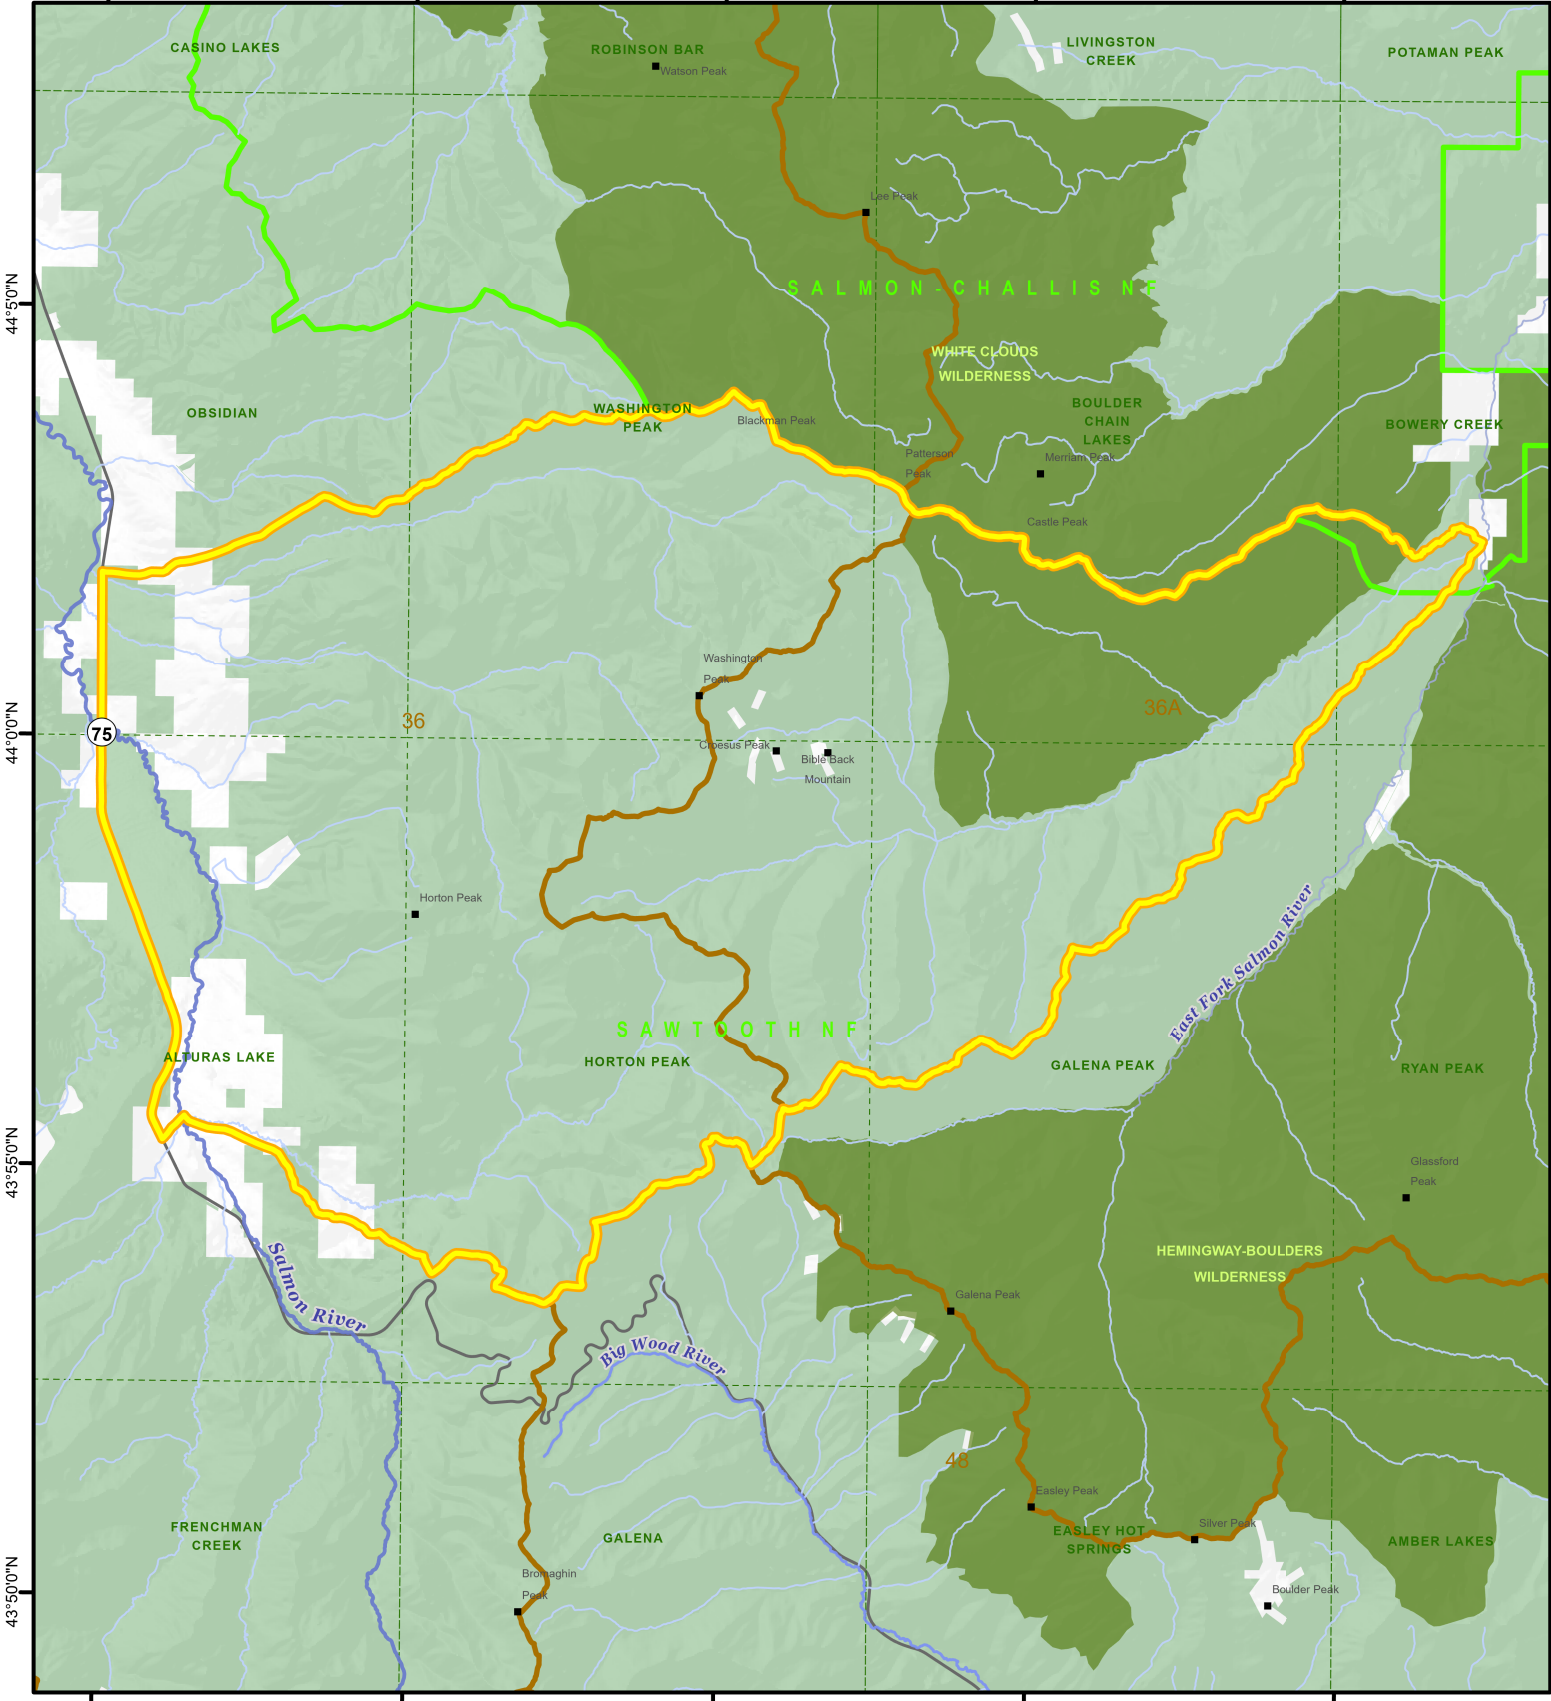 CASINO LAKES
ROBINSON BAR
LIVINGSTON
CREEK
POTAMAN PEAK
Watson Peak
Lee Peak
SALMON-CHALLIS NF
44°5'0"N
WHITE CLOUDS
WILDERNESS
OBSIDIAN
WASHINGTON
PEAK
Blackman Peak
BOULDER
CHAIN
LAKES
BOWERY CREEK
Patterson
Peak
Merriam Peak
Castle Peak
Washington
Peak
36
36A
44°0'0"N
75
Croesus Peak
Bible Back
Mountain
Horton Peak
East Fork Salmon River
SAWTOOTH NF
ALTURAS LAKE
HORTON PEAK
GALENA PEAK
RYAN PEAK
43°55'0"N
Glassford
Peak
HEMINGWAY-BOULDERS
WILDERNESS
Salmon River
Galena Peak
Big Wood River
48
Easley Peak
FRENCHMAN
CREEK
GALENA
EASLEY HOT
SPRINGS
Silver Peak
AMBER LAKES
43°50'0"N
Bromaghin
Peak
Boulder Peak